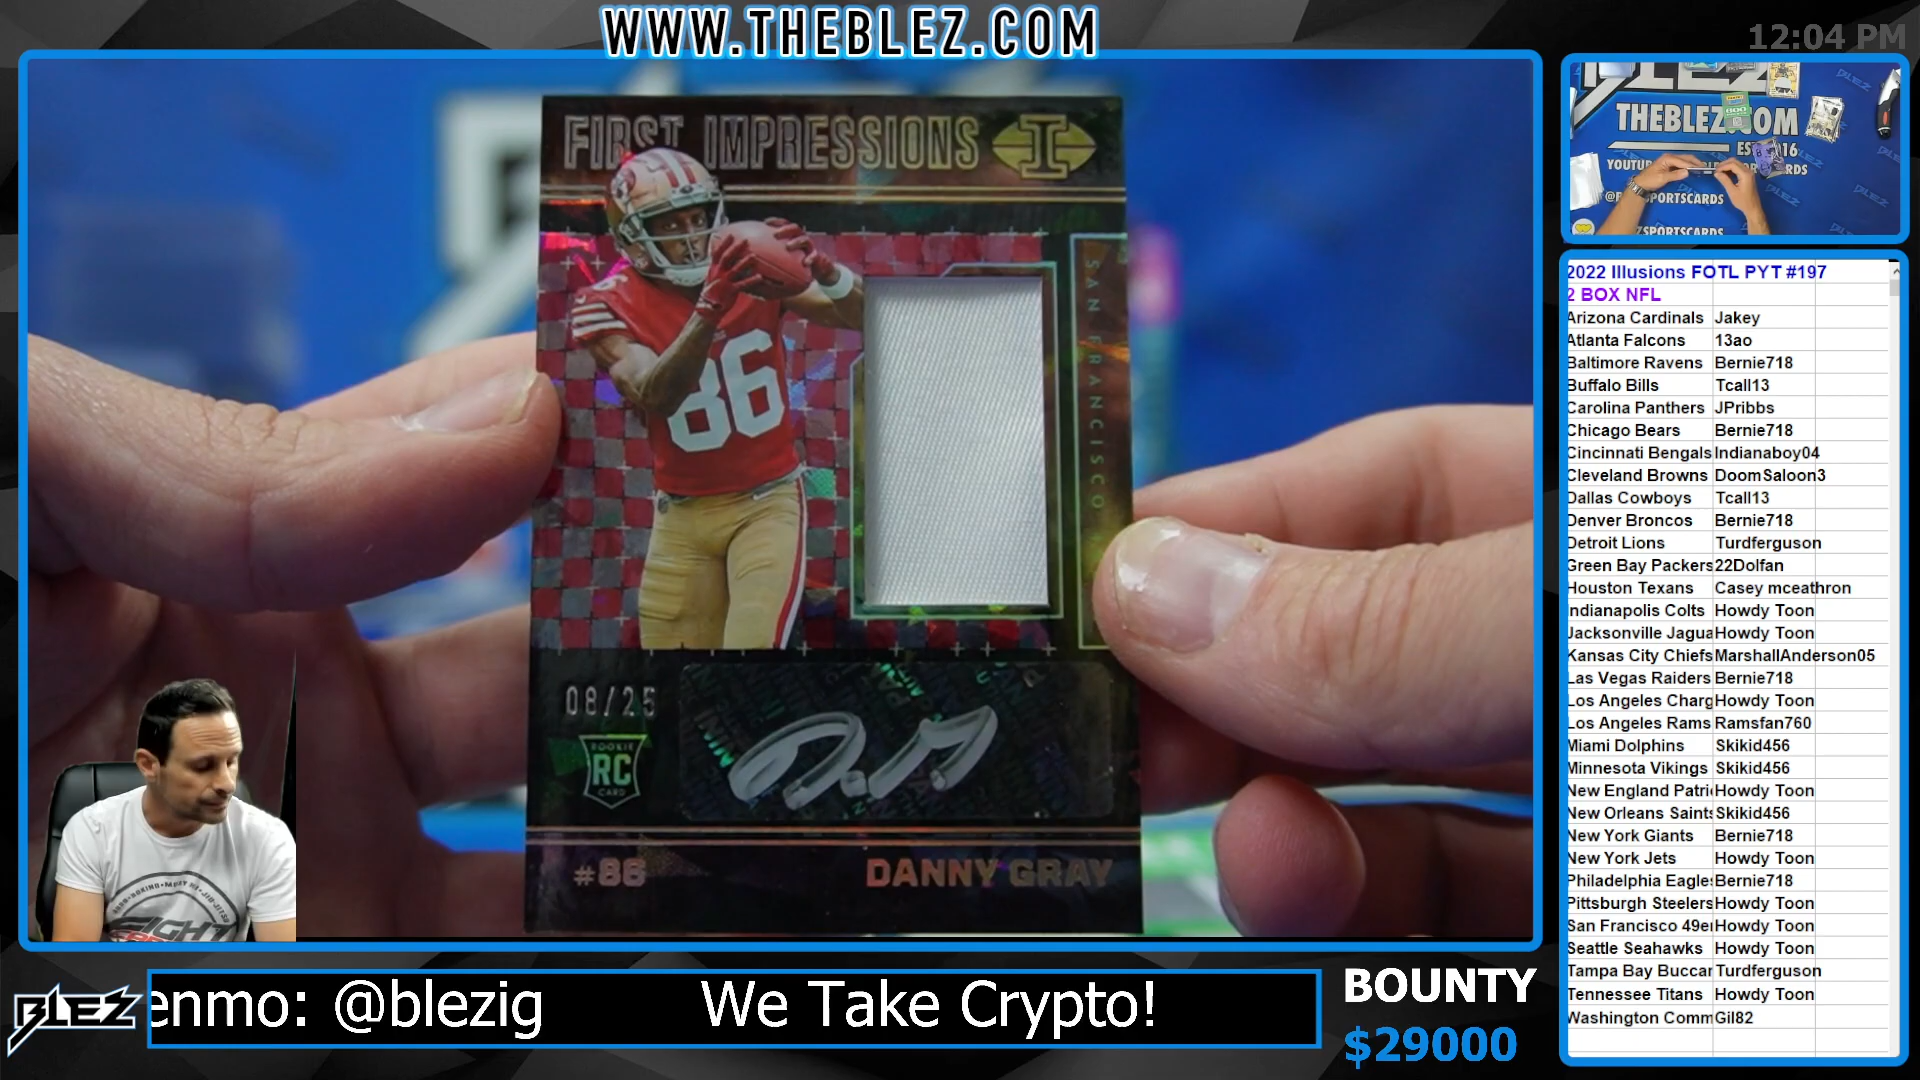 WWW.THEBLEZ.COM
12:04 PM
FIRST IMPRESSIONS
SAN FRANCISCO
86
86
08/25
ROOKIE
RC
CARD
#86
DANNY GRAY
THEBLEZ.COM
SPORTSCARDS
ZSPORTSCARDS
2022 Illusions FOTL PYT #197
2 BOX NFL
Arizona Cardinals Jakey
Atlanta Falcons 13ao
Baltimore Ravens Bernie718
Buffalo Bills Tcall13
Carolina Panthers JPribbs
Chicago Bears Bernie718
Cincinnati Bengals Indianaboy04
Cleveland Browns DoomSaloon3
Dallas Cowboys Tcall13
Denver Broncos Bernie718
Detroit Lions Turdferguson
Green Bay Packers 22Dolfan
Houston Texans Casey mceathron
Indianapolis Colts Howdy Toon
Jacksonville Jagua Howdy Toon
Kansas City Chiefs MarshallAnderson05
Las Vegas Raiders Bernie718
Los Angeles Charg Howdy Toon
Los Angeles Rams Ramsfan760
Miami Dolphins Skikid456
Minnesota Vikings Skikid456
New England Patri Howdy Toon
New Orleans Saints Skikid456
New York Giants Bernie718
New York Jets Howdy Toon
Philadelphia Eagles Bernie718
Pittsburgh Steelers Howdy Toon
San Francisco 49e Howdy Toon
Seattle Seahawks Howdy Toon
Tampa Bay Buccar Turdferguson
Tennessee Titans Howdy Toon
Washington Comm Gil82
BLEZ
enmo: @blezig We Take Crypto!
BOUNTY
$29000